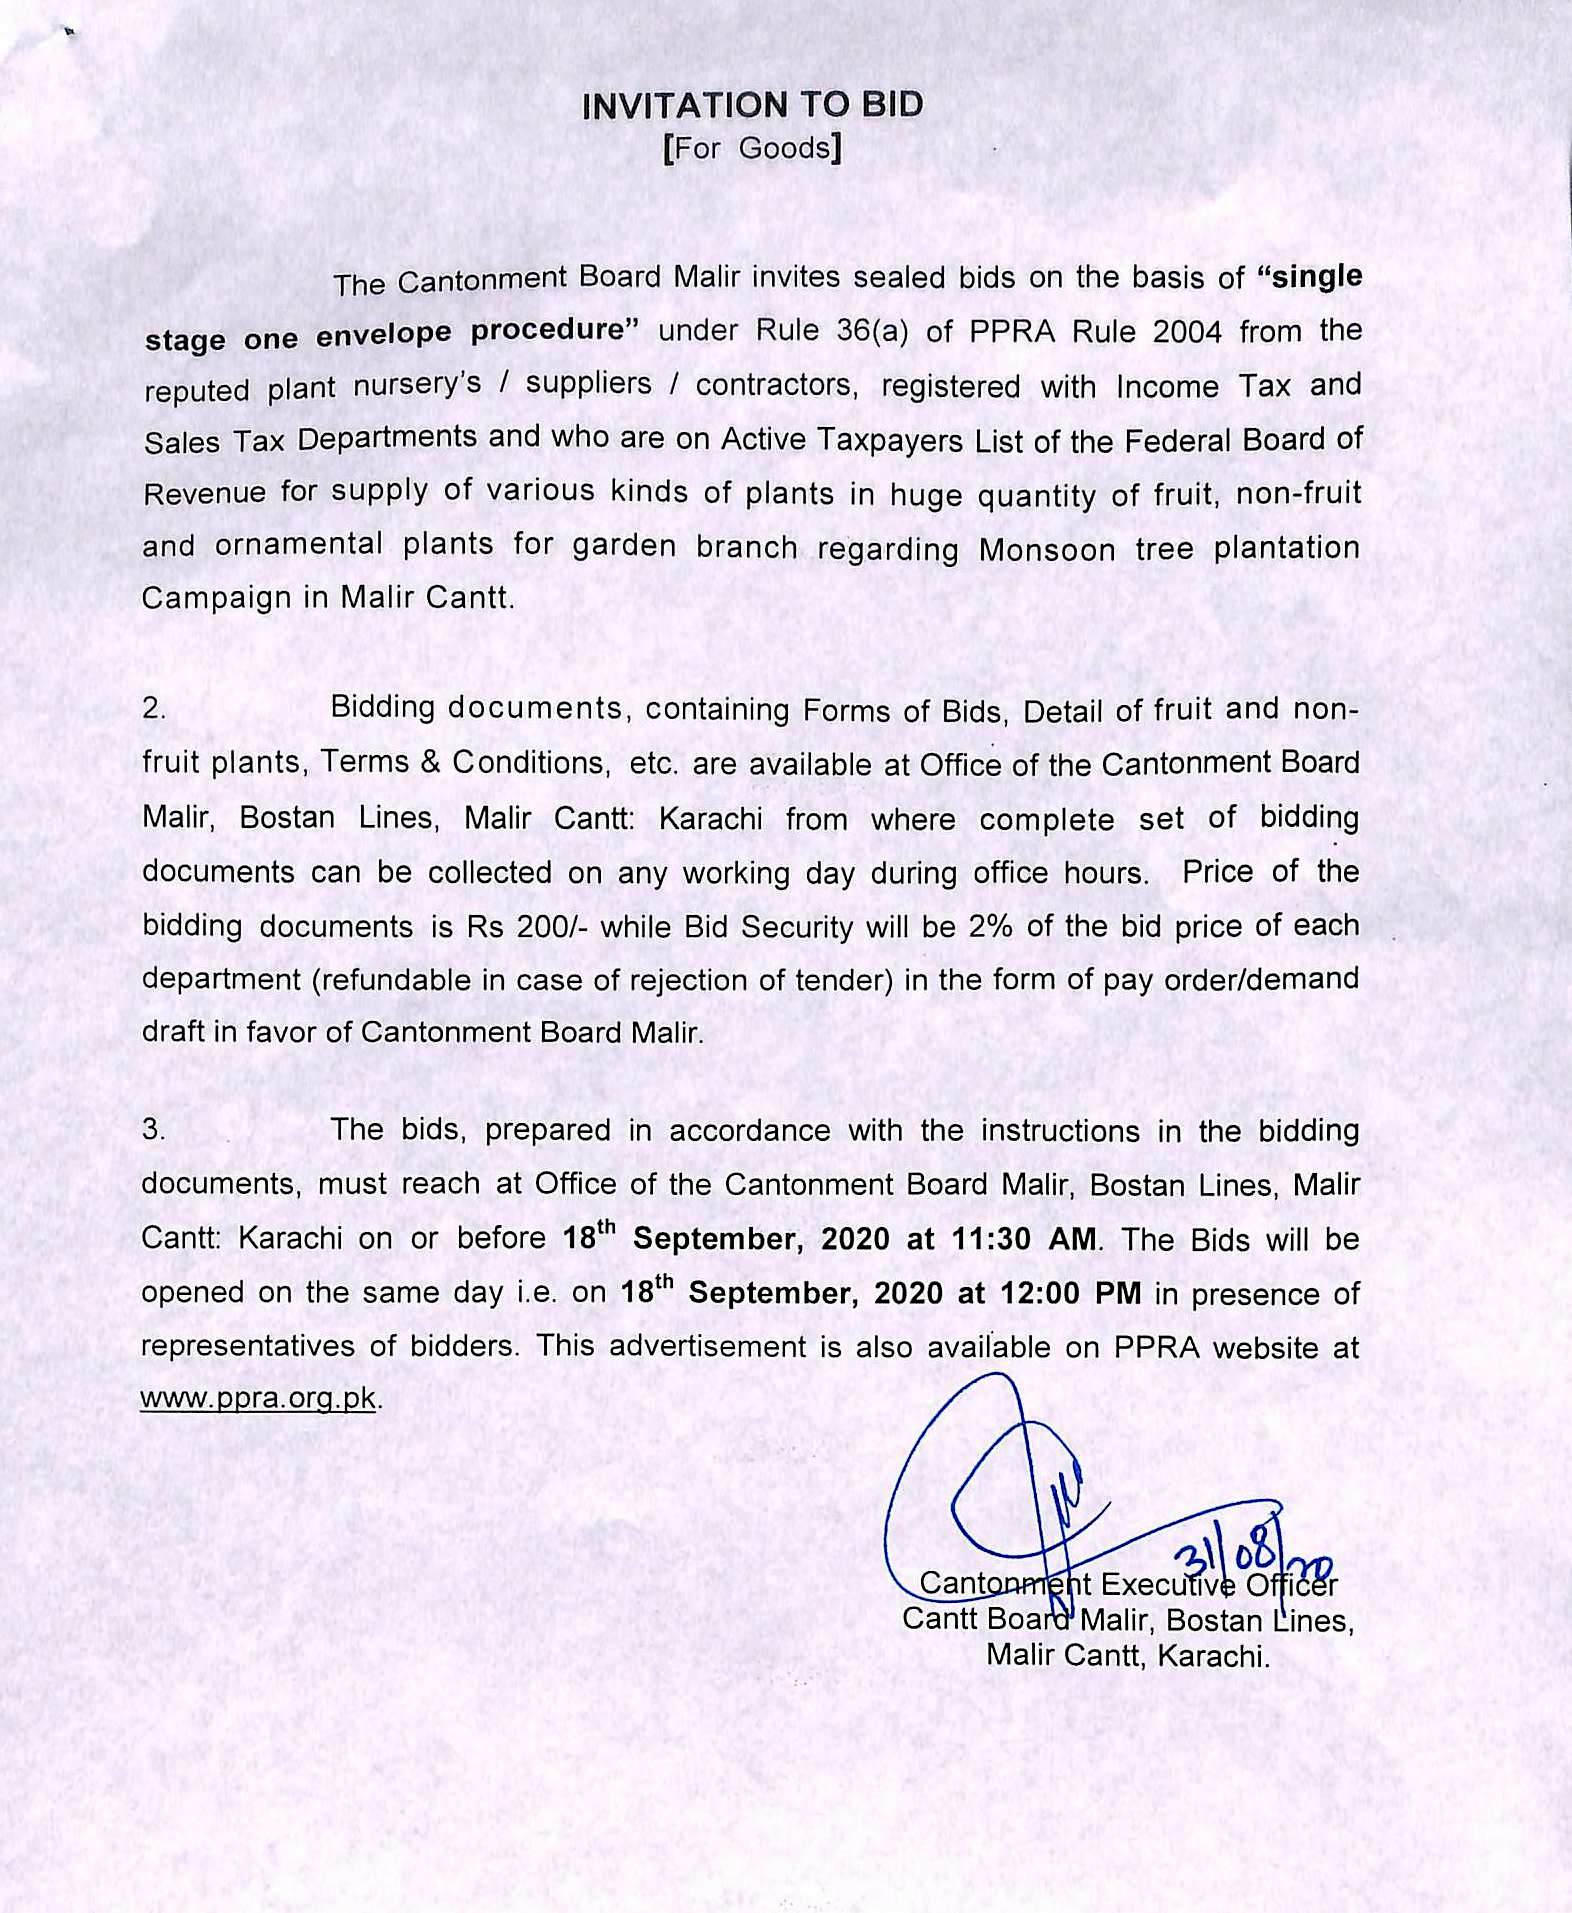 INVITATION TO BID
[For Goods]
The Cantonment Board Malir invites sealed bids on the basis of “single
stage one envelope procedure” under Rule 36(a) of PPRA Rule 2004 from the
reputed plant nursery's / suppliers / contractors, registered with Income Tax and
Sales Tax Departments and who are on Active Taxpayers List of the Federal Board of
Revenue for supply of various kinds of plants in huge quantity of fruit, non-fruit
and ornamental plants for garden branch regarding Monsoon tree plantation
Campaign in Malir Cantt.
2. Bidding documents, containing Forms of Bids, Detail of fruit and non-
fruit plants, Terms & Conditions, etc. are available at Office of the Cantonment Board
Malir, Bostan Lines, Malir Cantt: Karachi from where complete set of bidding
documents can be collected on any working day during office hours. Price of the
bidding documents is Rs 200/- while Bid Security will be 2% of the bid price of each
department (refundable in case of rejection of tender) in the form of pay order/demand
draft in favor of Cantonment Board Malir.
3. The bids, prepared in accordance with the instructions in the bidding
documents, must reach at Office of the Cantonment Board Malir, Bostan Lines, Malir
Cantt: Karachi on or before 18th September, 2020 at 11:30 AM. The Bids will be
opened on the same day i.e. on 18th September, 2020 at 12:00 PM in presence of
representatives of bidders. This advertisement is also available on PPRA website at
www.ppra.org.pk.
31/08/20
Cantonment Executive Officer
Cantt Board Malir, Bostan Lines,
Malir Cantt, Karachi.